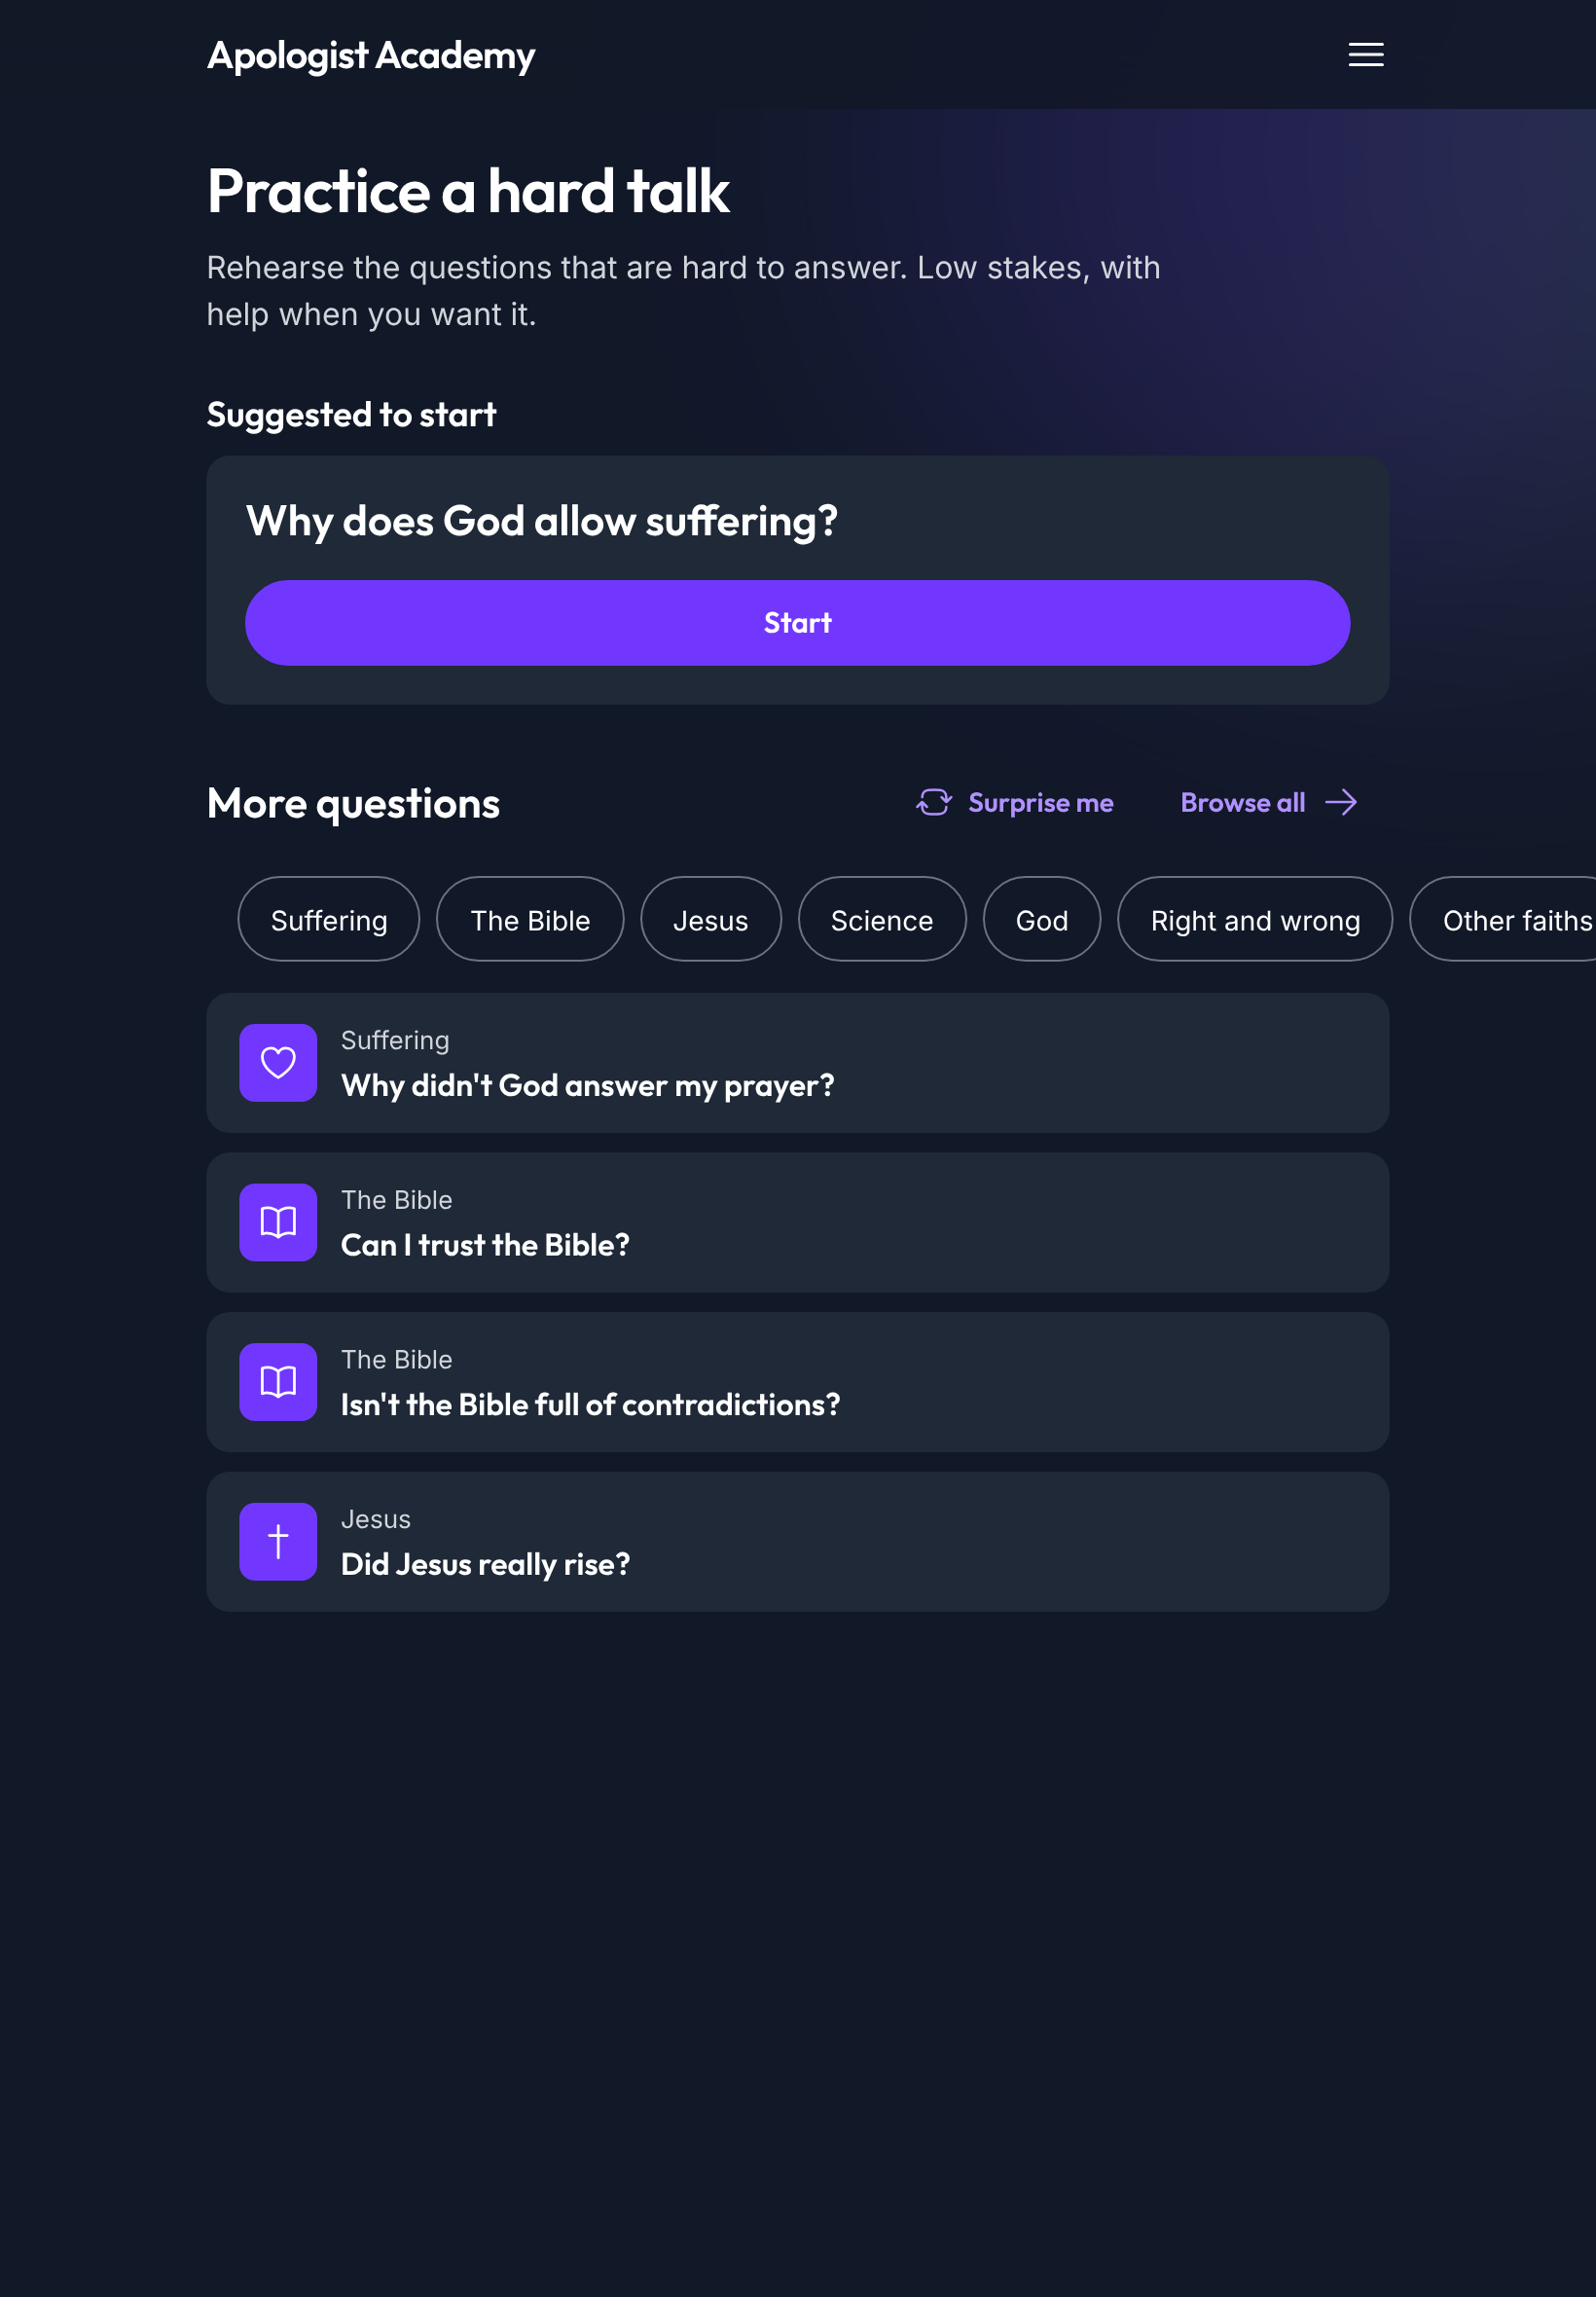 Apologist Academy
Practice a hard talk
Rehearse the questions that are hard to answer. Low stakes, with
help when you want it.
Suggested to start
Why does God allow suffering?
Start
More questions
Surprise me
Browse all
Suffering
The Bible
Jesus
Science
God
Right and wrong
Other faiths
Suffering
Why didn't God answer my prayer?
The Bible
Can I trust the Bible?
The Bible
Isn't the Bible full of contradictions?
Jesus
Did Jesus really rise?